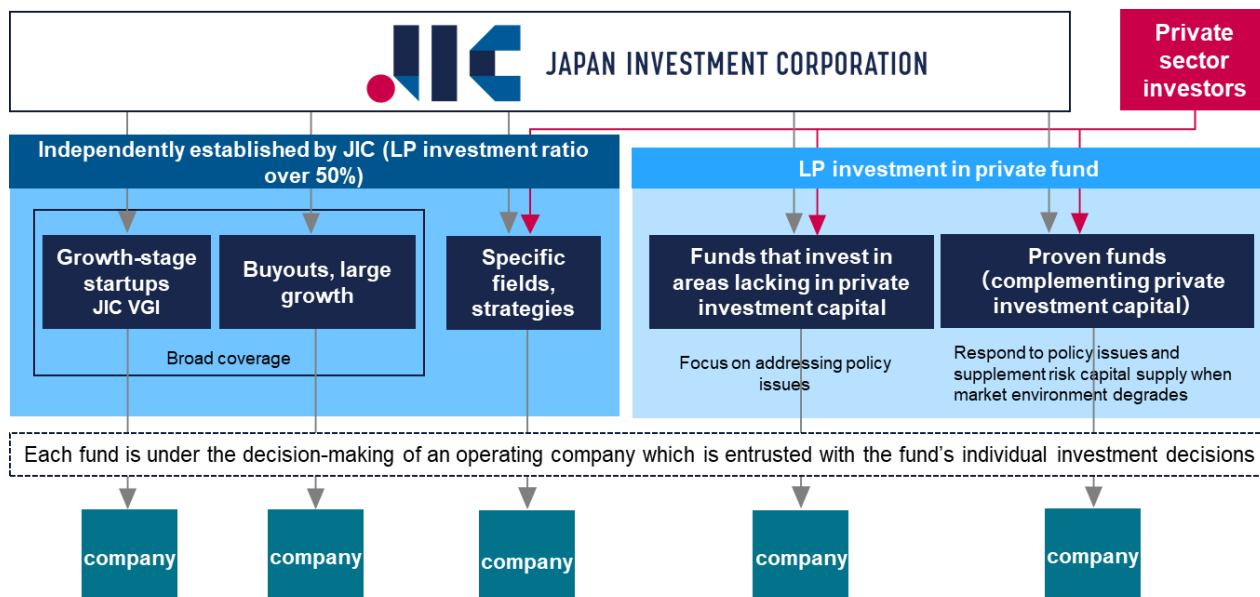 JIC JAPAN INVESTMENT CORPORATION
Private
sector
investors
Independently established by JIC (LP investment ratio
over 50%)
LP investment in private fund
Growth-stage
startups
JIC VGI
Buyouts, large
growth
Specific
fields,
strategies
Funds that invest in
areas lacking in private
investment capital
Proven funds
(complementing private
investment capital)
Broad coverage
Focus on addressing policy
issues
Respond to policy issues and
supplement risk capital supply when
market environment degrades
Each fund is under the decision-making of an operating company which is entrusted with the fund's individual investment decisions
company
company
company
company
company